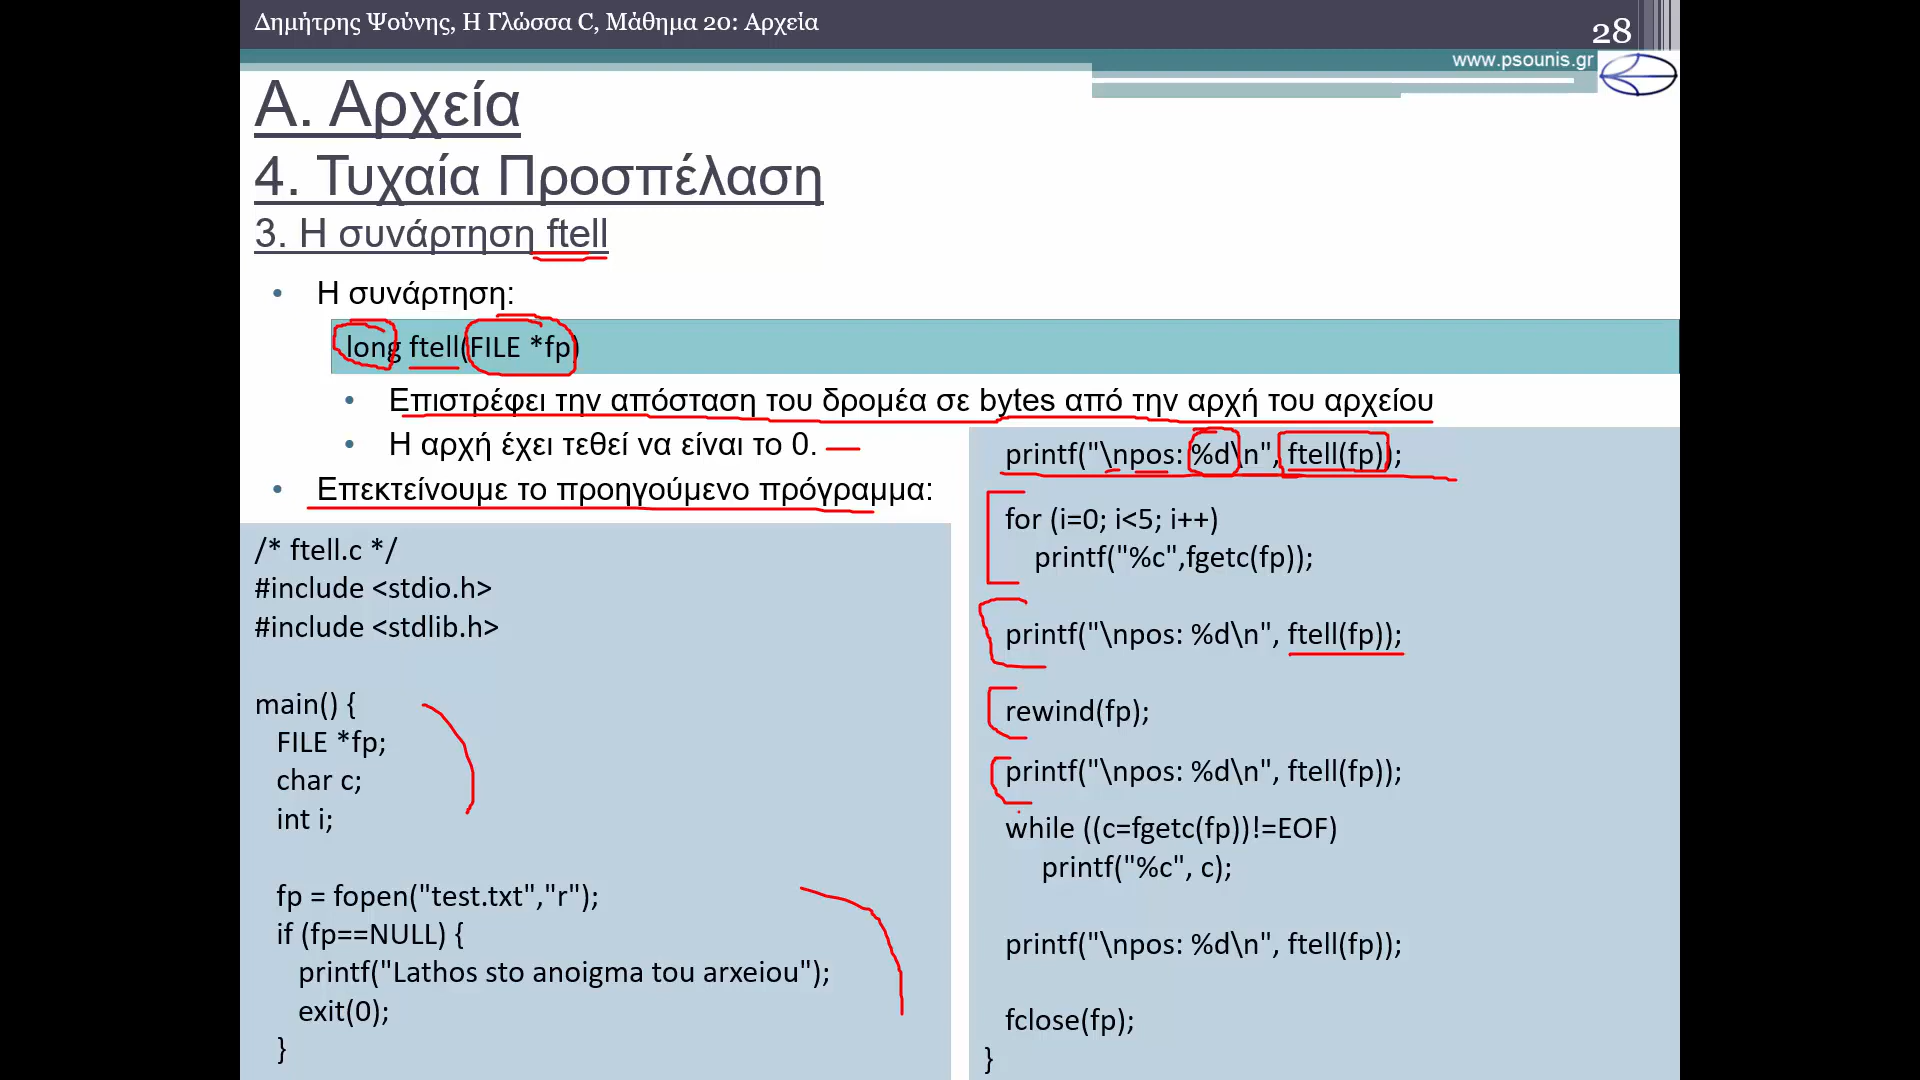 Δημήτρης Ψούνης, Η Γλώσσα C, Μάθημα 20: Αρχεία
28
www.psounis.gr
Α. Αρχεία
4. Τυχαία Προσπέλαση
3. Η συνάρτηση ftell
• Η συνάρτηση:
long ftell(FILE *fp)
• Επιστρέφει την απόσταση του δρομέα σε bytes από την αρχή του αρχείου
• Η αρχή έχει τεθεί να είναι το 0.
• Επεκτείνουμε το προηγούμενο πρόγραμμα:
/* ftell.c */
#include <stdio.h>
#include <stdlib.h>
main() {
FILE *fp;
char c;
int i;
fp = fopen("test.txt","r");
if (fp==NULL) {
printf("Lathos sto anoigma tou arxeiou");
exit(0);
}
printf("\npos: %d\n", ftell(fp));
for (i=0; i<5; i++)
printf("%c",fgetc(fp));
printf("\npos: %d\n", ftell(fp));
rewind(fp);
printf("\npos: %d\n", ftell(fp));
while ((c=fgetc(fp))!=EOF)
printf("%c", c);
printf("\npos: %d\n", ftell(fp));
fclose(fp);
}